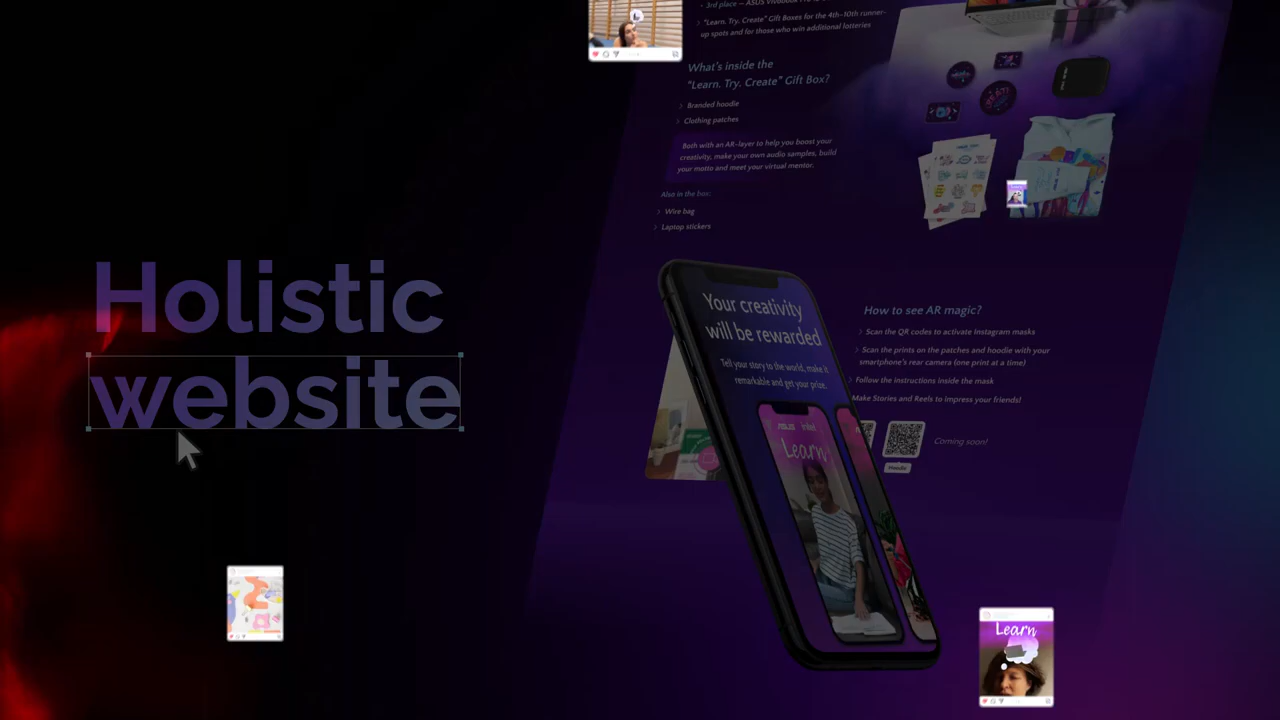 3rd place — ASUS VivoBook
"Learn. Try. Create" Gift Boxes for the 4th–10th runner-
up spots and for those who win additional lotteries
What's inside the
"Learn. Try. Create" Gift Box?
Branded hoodie
Clothing patches
Both with an AR-layer to help you boost your
creativity, make your own audio samples, build
your motto and meet your virtual mentor.
Also in the box:
Wire bag
Laptop stickers
Holistic
website
Your creativity
will be rewarded
Tell your story to the world, make it
remarkable and get your prize.
Learn
How to see AR magic?
Scan the QR codes to activate Instagram masks
Scan the prints on the patches and hoodie with your
smartphone's rear camera (one print at a time)
Follow the instructions inside the mask
Make Stories and Reels to impress your friends!
Coming soon!
Hoodie
Learn